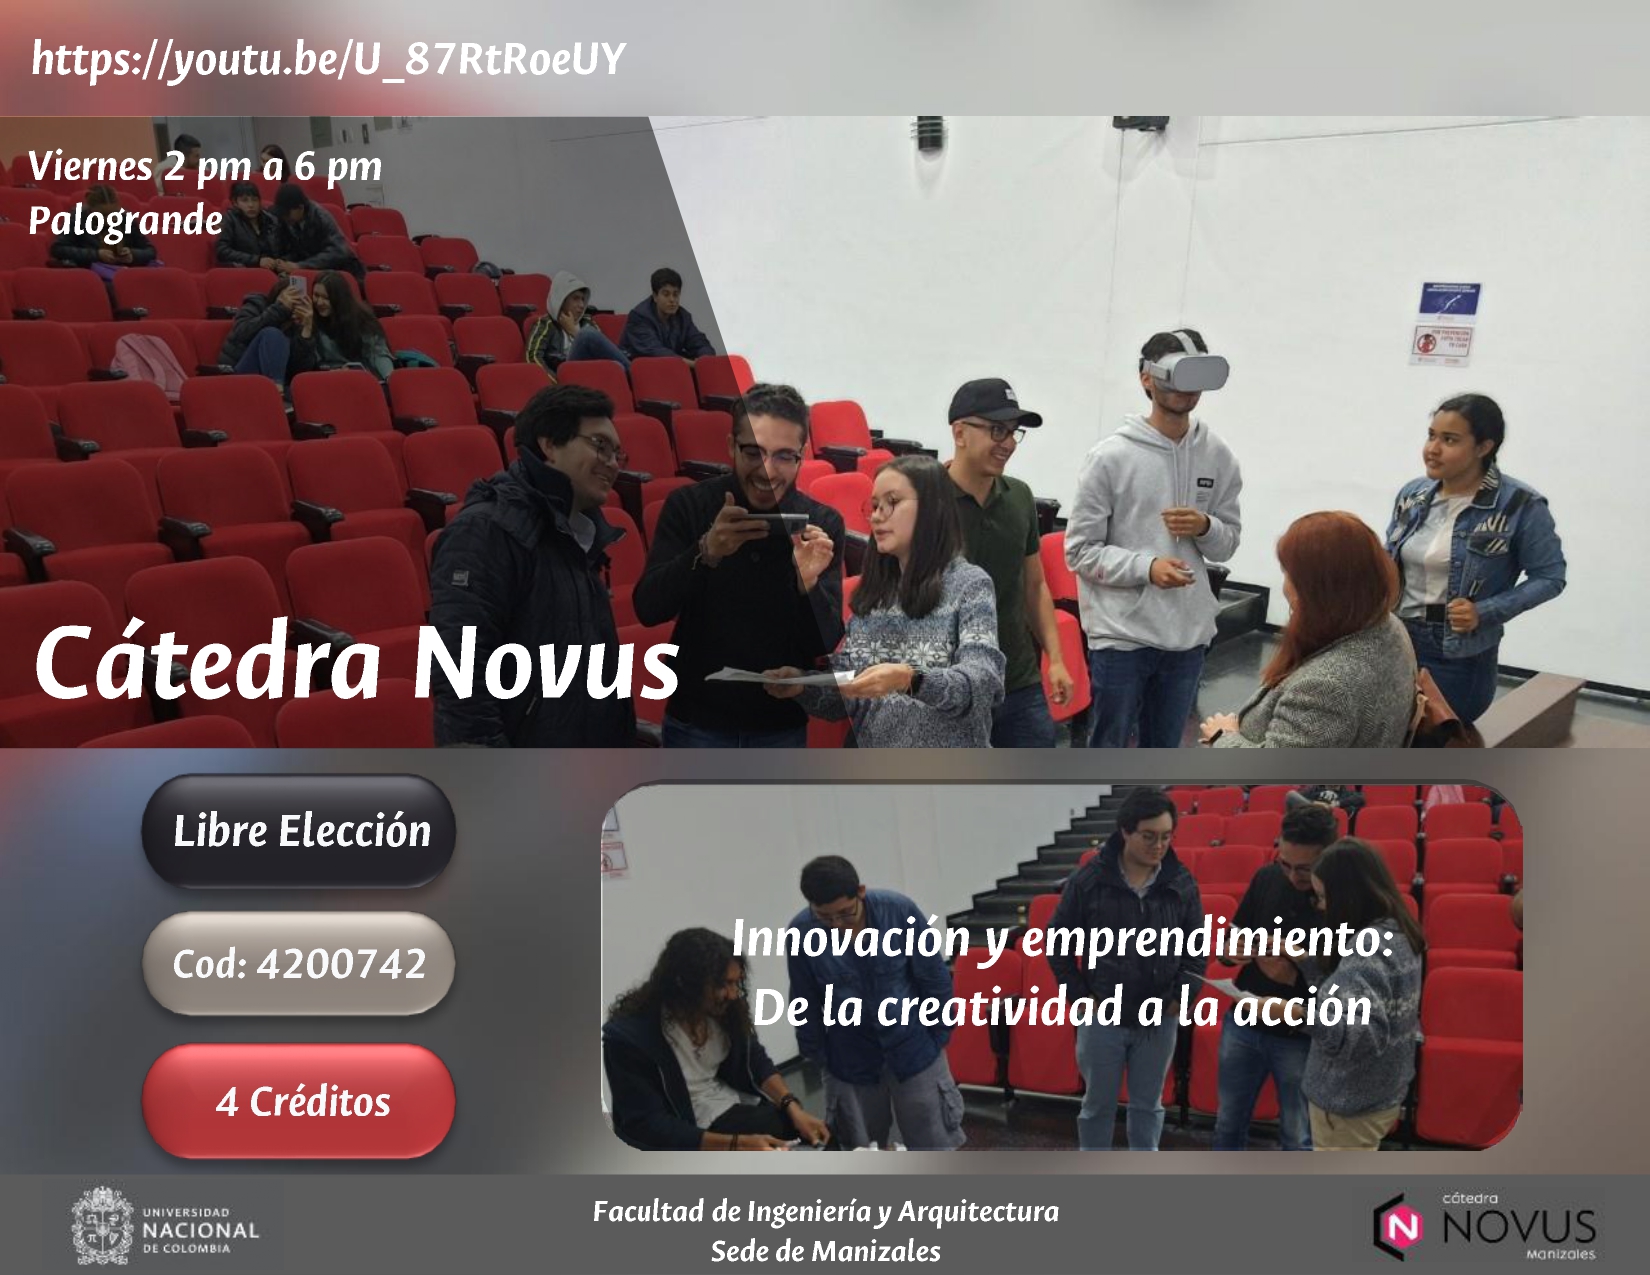 https://youtu.be/U_87RtRoeUY
Viernes 2 pm a 6 pm
Palogrande
Cátedra Novus
Libre Elección
Cod: 4200742
4 Créditos
Innovación y emprendimiento:
De la creatividad a la acción
UNIVERSIDAD
NACIONAL
DE COLOMBIA
Facultad de Ingeniería y Arquitectura
Sede de Manizales
cátedra
NOVUS
Manizales